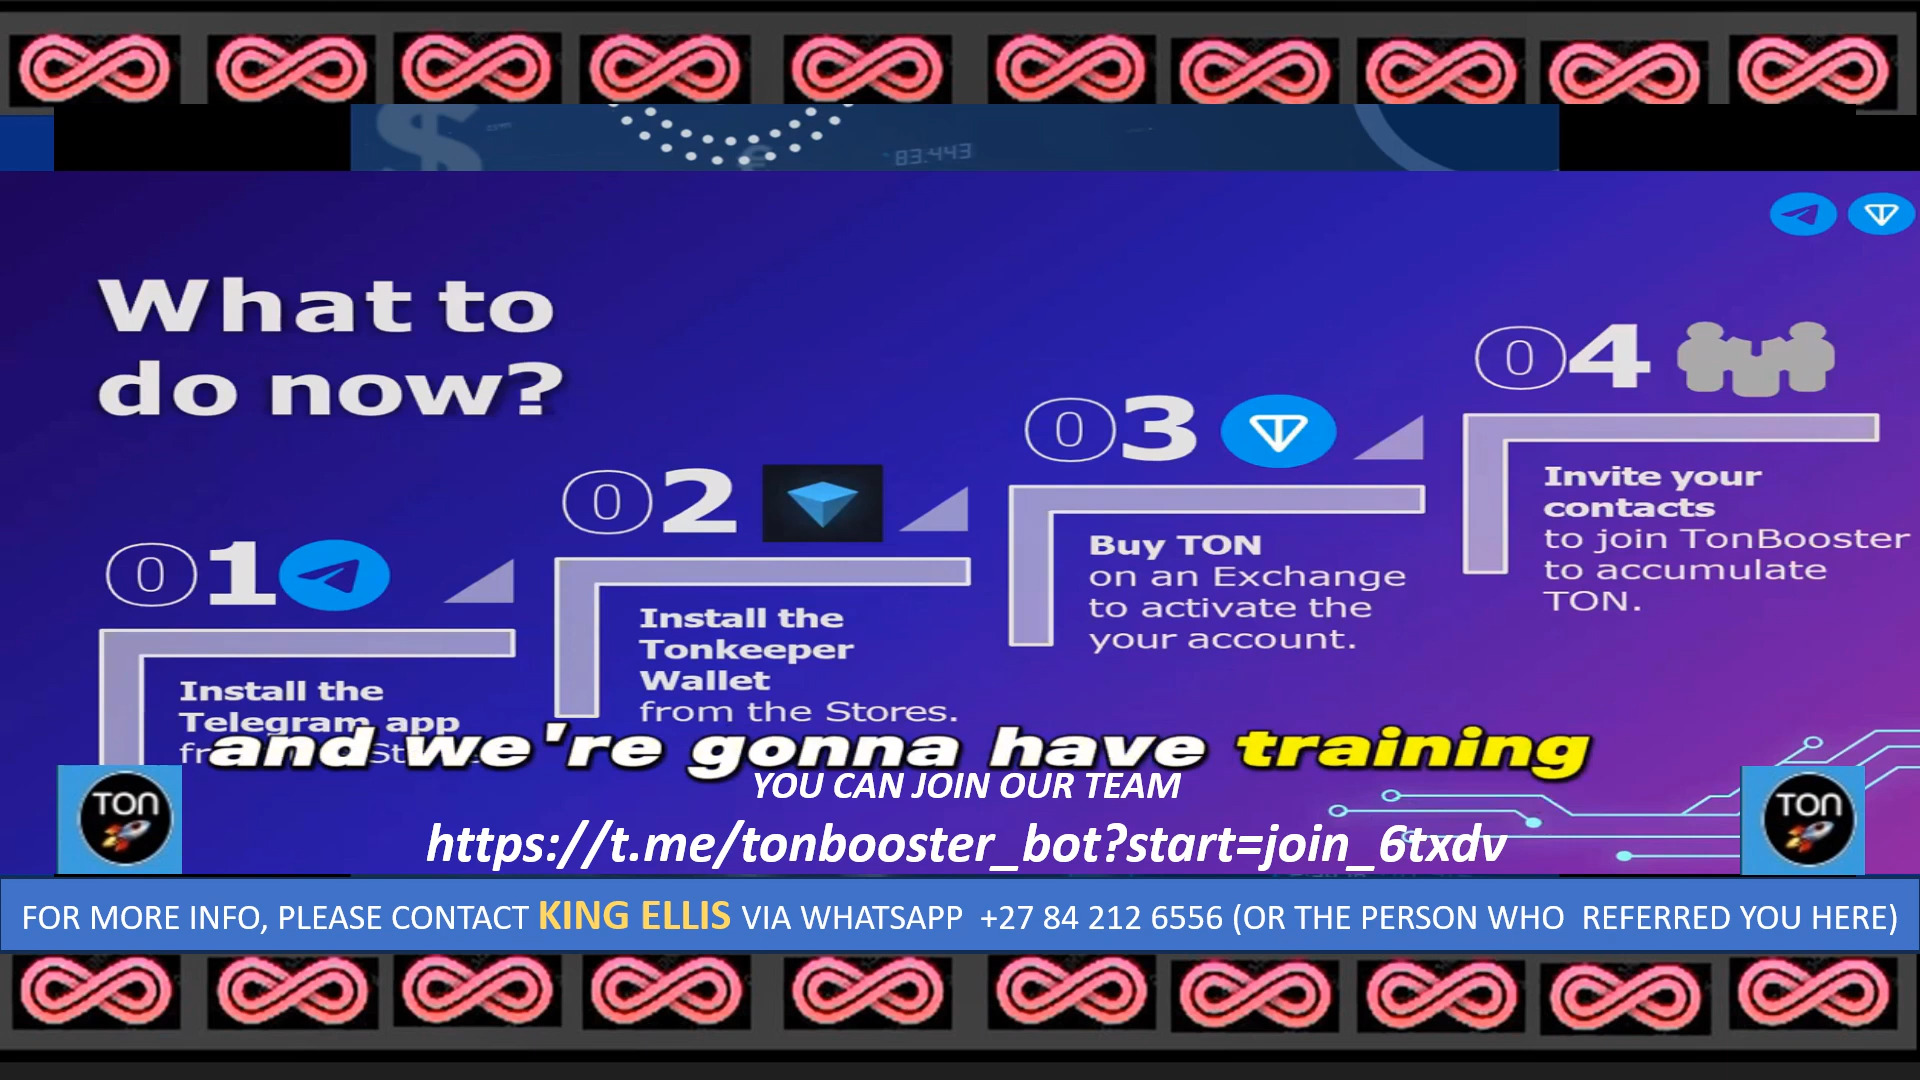 83.443
What to
do now?
01
Install the
Telegram app
02
Install the
Tonkeeper
Wallet
from the Stores.
03
Buy TON
on an Exchange
to activate the
your account.
04
Invite your
contacts
to join TonBooster
to accumulate
TON.
and we're gonna have training
YOU CAN JOIN OUR TEAM
https://t.me/tonbooster_bot?start=join_6txdv
TON
TON
FOR MORE INFO, PLEASE CONTACT KING ELLIS VIA WHATSAPP +27 84 212 6556 (OR THE PERSON WHO REFERRED YOU HERE)